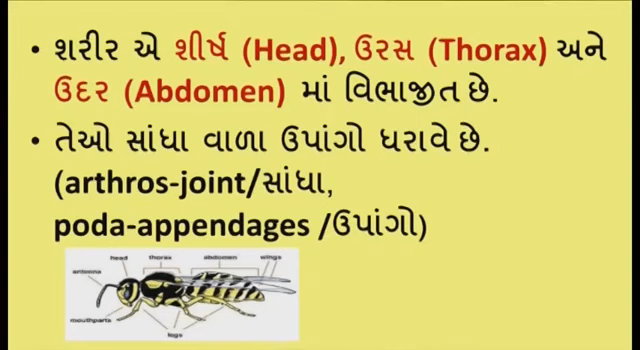 • શરીર એ શીર્ષ (Head), ઉરસ (Thorax) અને
ઉદર (Abdomen) માં વિભાજીત છે.
• તેઓ સાંધા વાળા ઉપાંગો ધરાવે છે.
(arthros-joint/સાંધા,
poda-appendages /ઉપાંગો)
head thorax abdomen wings
antenna
mouthparts
legs